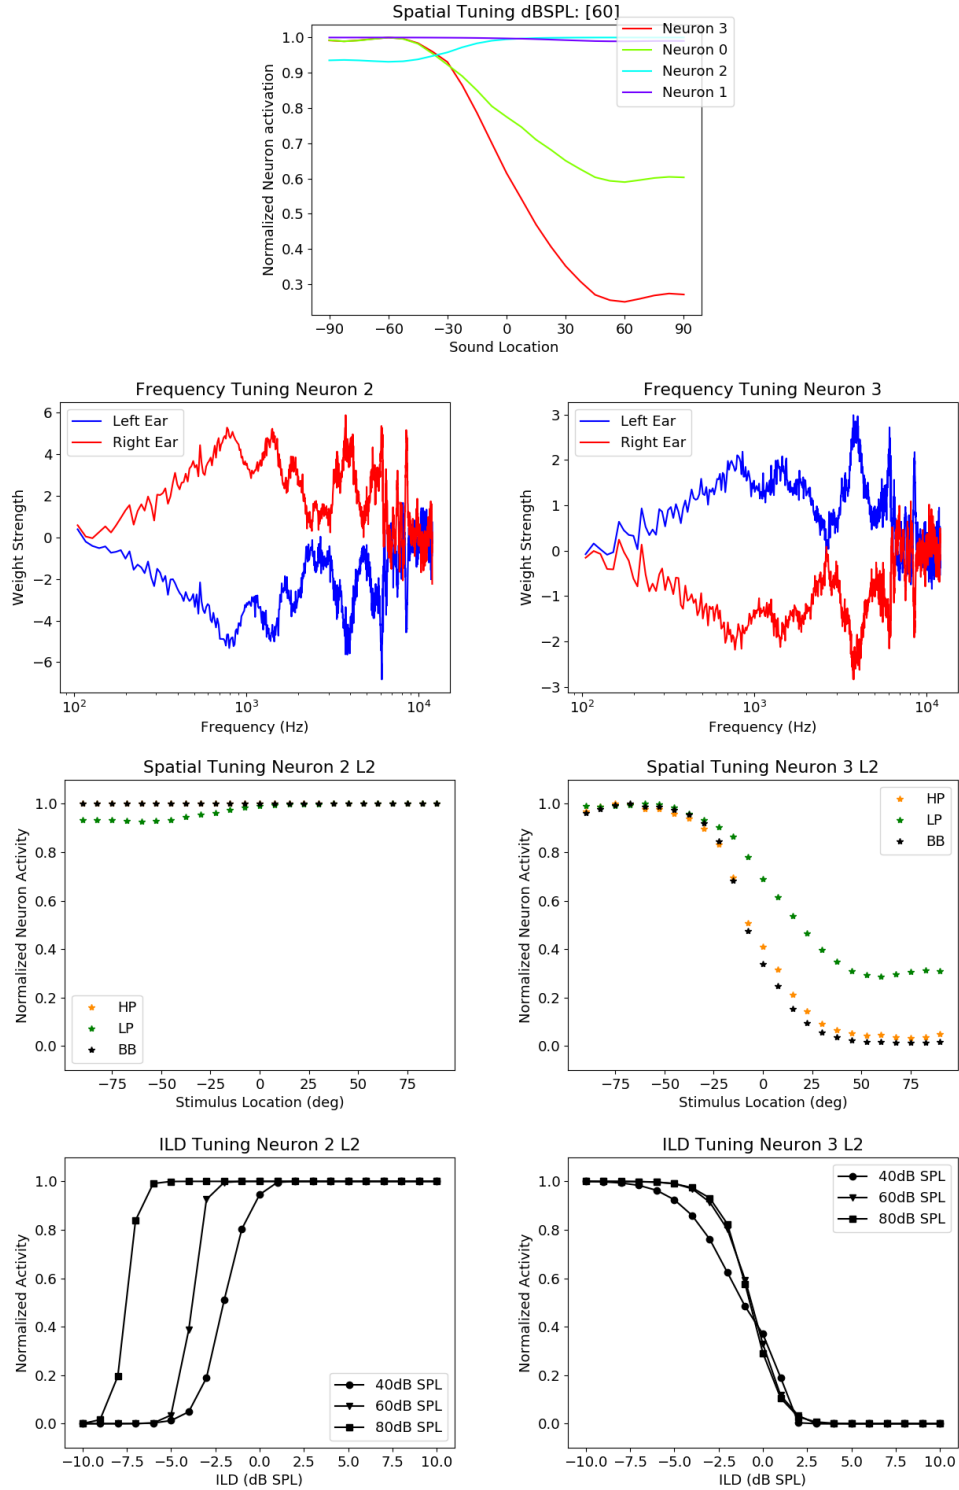 Spatial Tuning dBSPL: [60]
Normalized Neuron activation
1.0
0.9
0.8
0.7
0.6
0.5
0.4
0.3
Neuron 3
Neuron 0
Neuron 2
Neuron 1
−90 −60 −30 0 30 60 90
Sound Location
Frequency Tuning Neuron 2
Weight Strength
6
4
2
0
−2
−4
−6
Left Ear
Right Ear
10² 10³ 10⁴
Frequency (Hz)
Frequency Tuning Neuron 3
Weight Strength
3
2
1
0
−1
−2
−3
Left Ear
Right Ear
10² 10³ 10⁴
Frequency (Hz)
Spatial Tuning Neuron 2 L2
Normalized Neuron Activity
1.0
0.8
0.6
0.4
0.2
0.0
HP
LP
BB
−75 −50 −25 0 25 50 75
Stimulus Location (deg)
Spatial Tuning Neuron 3 L2
Normalized Neuron Activity
1.0
0.8
0.6
0.4
0.2
0.0
HP
LP
BB
−75 −50 −25 0 25 50 75
Stimulus Location (deg)
ILD Tuning Neuron 2 L2
Normalized Activity
1.0
0.8
0.6
0.4
0.2
0.0
40dB SPL
60dB SPL
80dB SPL
−10.0 −7.5 −5.0 −2.5 0.0 2.5 5.0 7.5 10.0
ILD (dB SPL)
ILD Tuning Neuron 3 L2
Normalized Activity
1.0
0.8
0.6
0.4
0.2
0.0
40dB SPL
60dB SPL
80dB SPL
−10.0 −7.5 −5.0 −2.5 0.0 2.5 5.0 7.5 10.0
ILD (dB SPL)